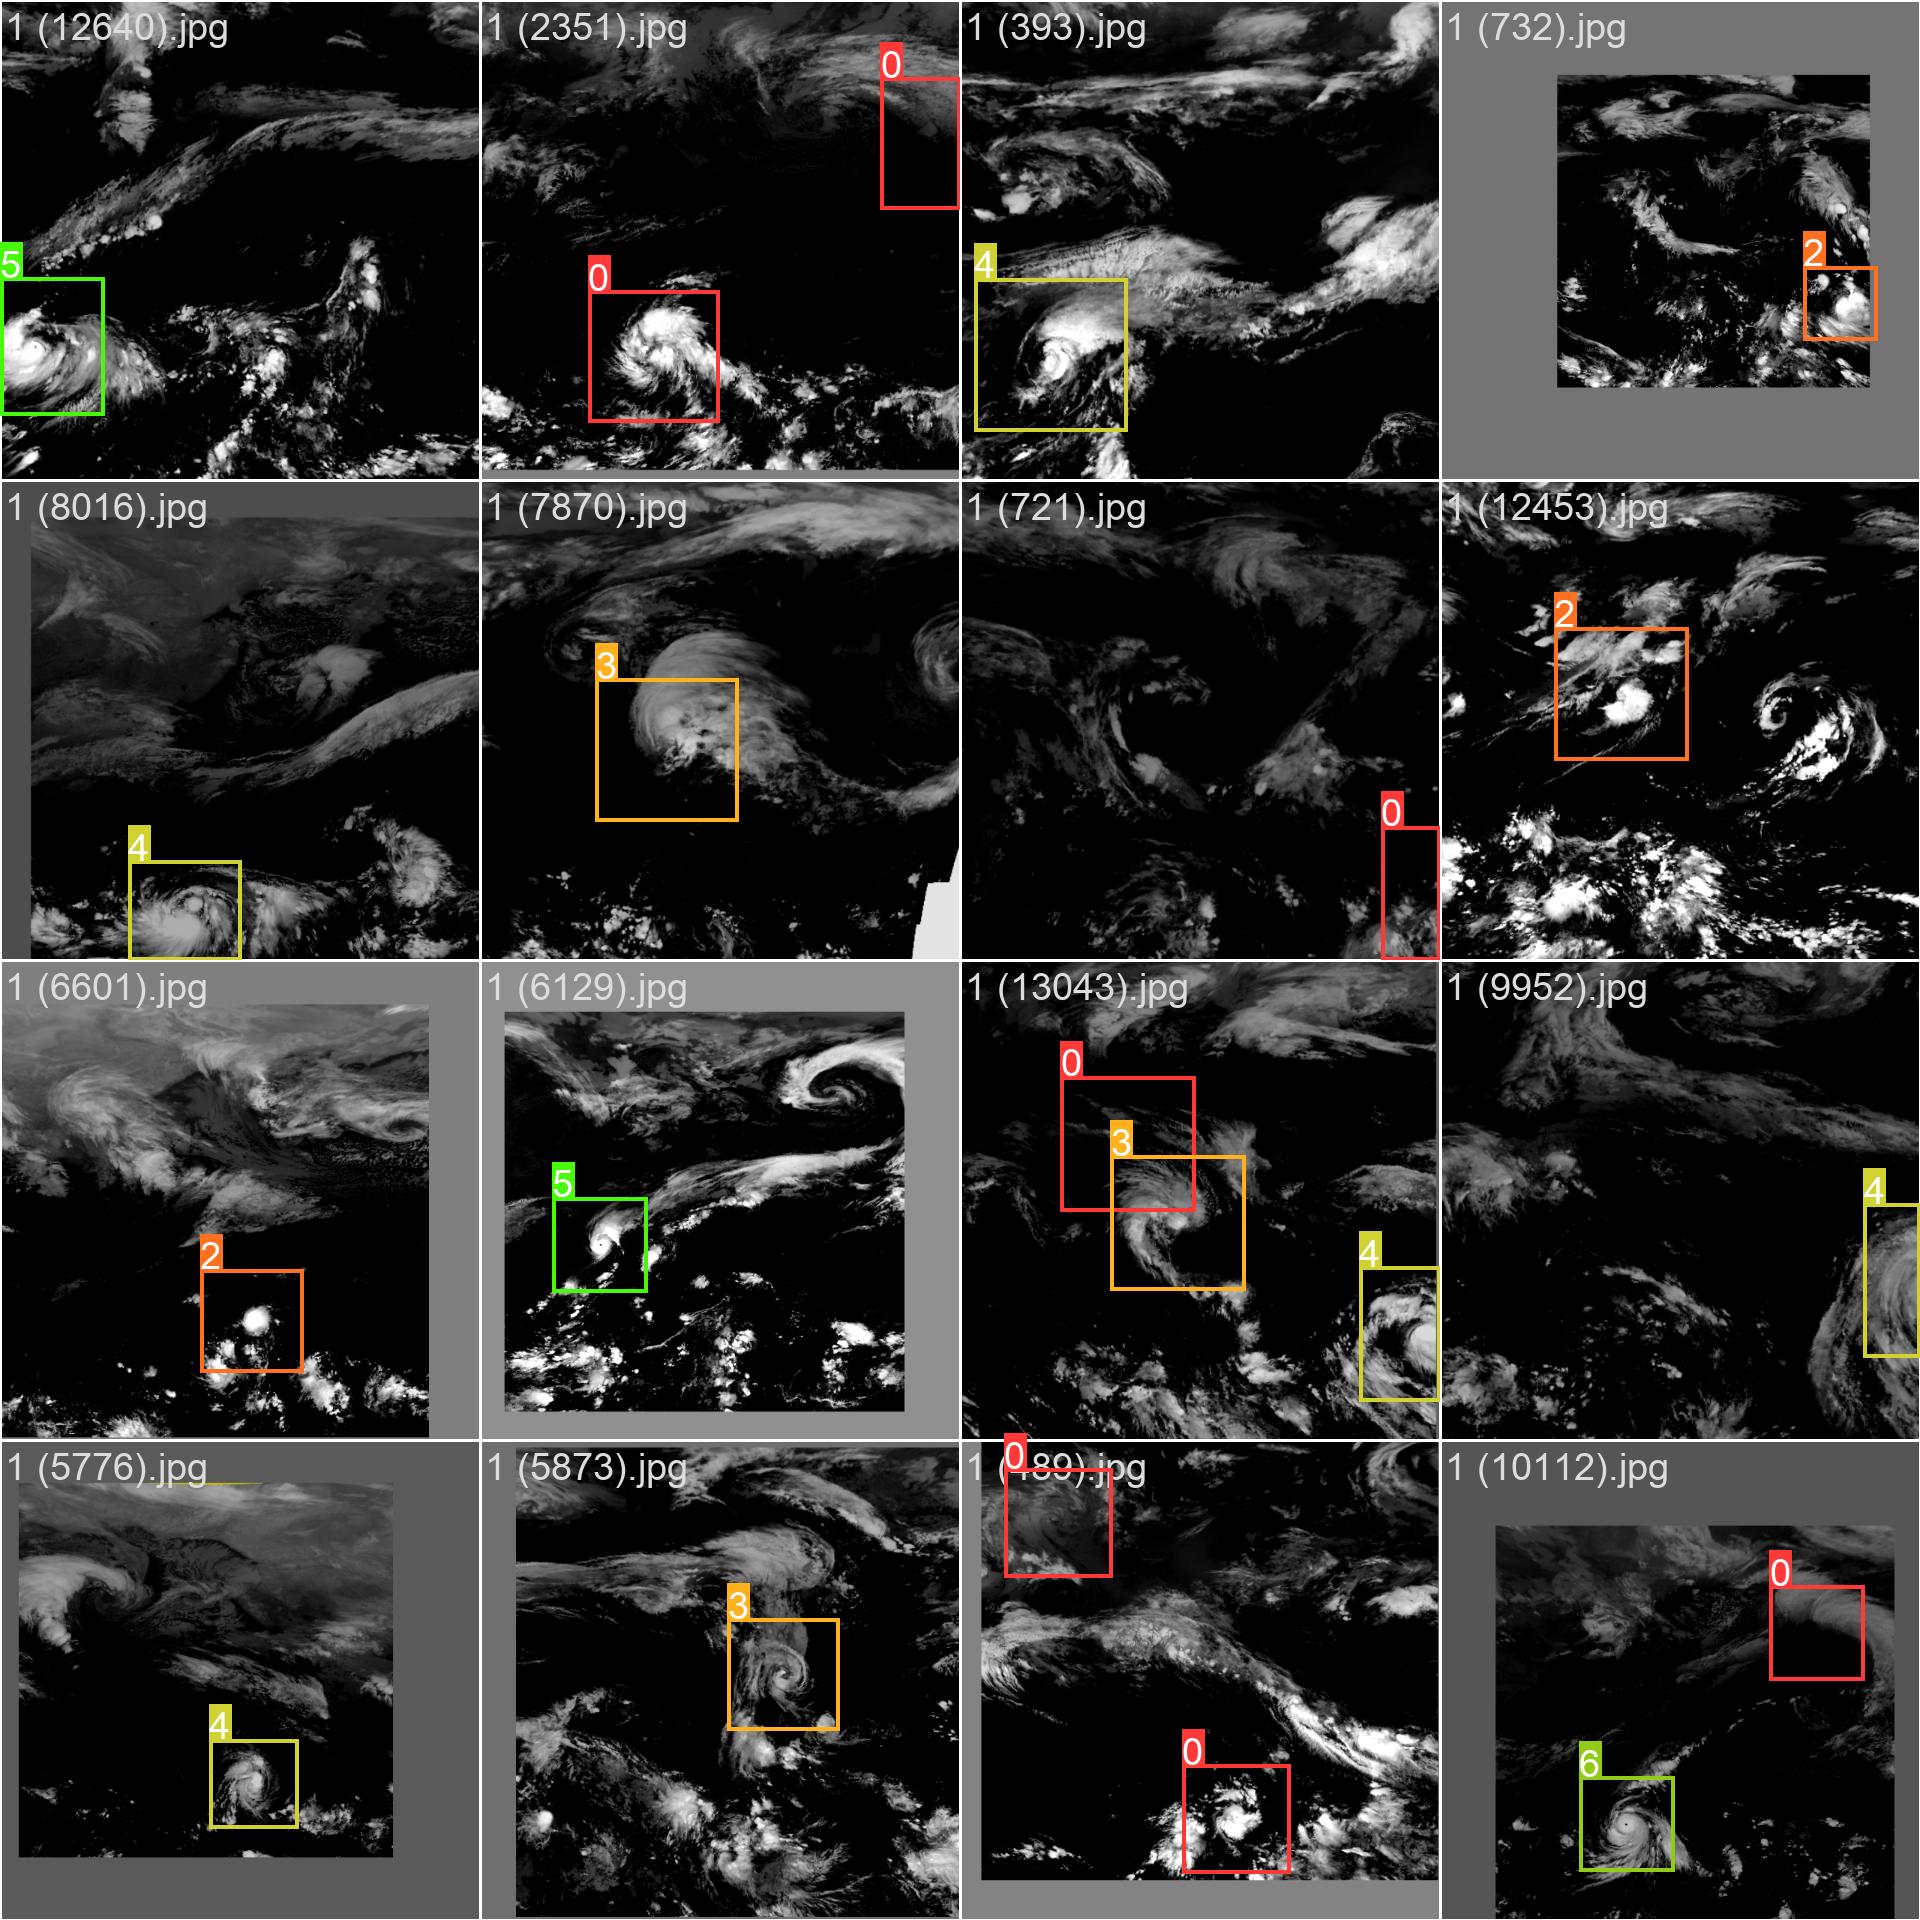 1 (12640).jpg
1 (2351).jpg
1 (393).jpg
1 (732).jpg
0
0
5
4
2
1 (8016).jpg
1 (7870).jpg
1 (721).jpg
1 (12453).jpg
2
3
0
4
1 (6601).jpg
1 (6129).jpg
1 (13043).jpg
1 (9952).jpg
0
3
5
4
2
4
1 (5776).jpg
1 (5873).jpg
0
1 (489).jpg
1 (10112).jpg
0
3
4
0
6